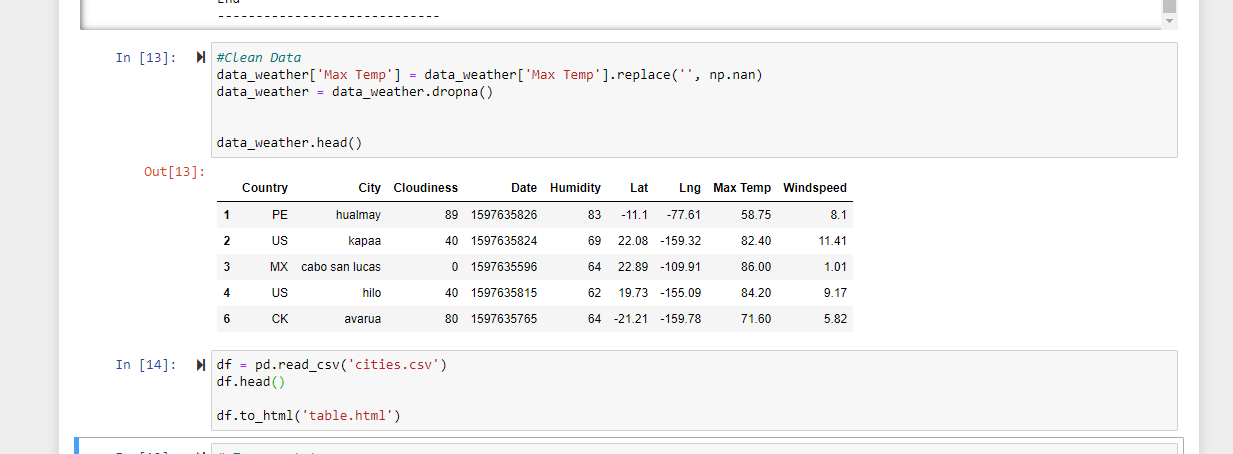 End
----------------------------
In [13]:
#Clean Data
data_weather['Max Temp'] = data_weather['Max Temp'].replace('', np.nan)
data_weather = data_weather.dropna()
data_weather.head()
Out[13]:
Country City Cloudiness Date Humidity Lat Lng Max Temp Windspeed
1 PE hualmay 89 1597635826 83 -11.1 -77.61 58.75 8.1
2 US kapaa 40 1597635824 69 22.08 -159.32 82.40 11.41
3 MX cabo san lucas 0 1597635596 64 22.89 -109.91 86.00 1.01
4 US hilo 40 1597635815 62 19.73 -155.09 84.20 9.17
6 CK avarua 80 1597635765 64 -21.21 -159.78 71.60 5.82
In [14]:
df = pd.read_csv('cities.csv')
df.head()
df.to_html('table.html')